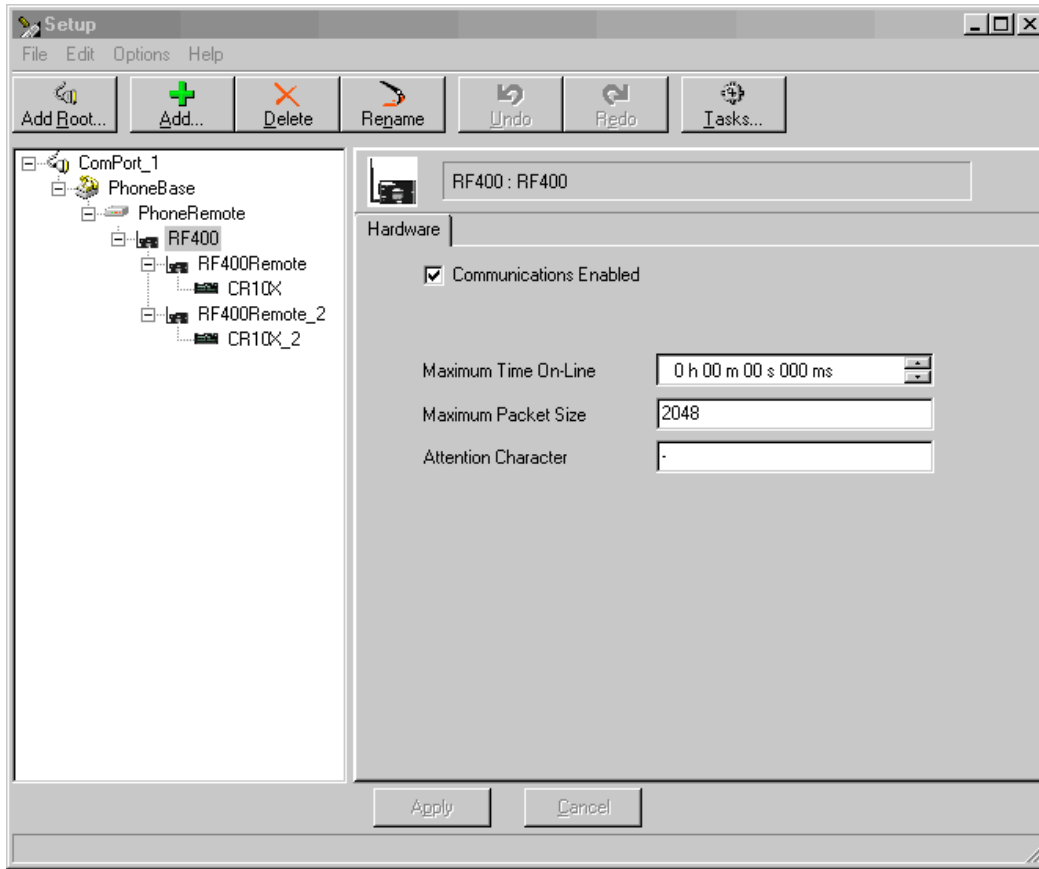 Setup
File Edit Options Help
Add Root... Add... Delete Rename Undo Redo Tasks...
ComPort_1
PhoneBase
PhoneRemote
RF400
RF400Remote
CR10X
RF400Remote_2
CR10X_2
RF400 : RF400
Hardware
Communications Enabled
Maximum Time On-Line 0 h 00 m 00 s 000 ms
Maximum Packet Size 2048
Attention Character -
Apply Cancel